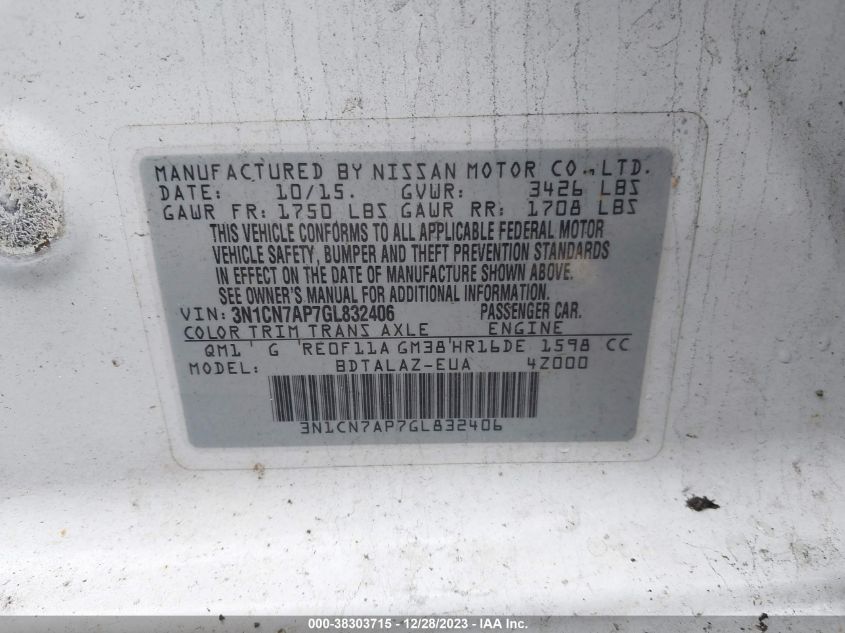 MANUFACTURED BY NISSAN MOTOR CO., LTD.
DATE: 10/15. GVWR: 3426 LBS
GAWR FR: 1750 LBS GAWR RR: 1708 LBS
THIS VEHICLE CONFORMS TO ALL APPLICABLE FEDERAL MOTOR
VEHICLE SAFETY, BUMPER AND THEFT PREVENTION STANDARDS
IN EFFECT ON THE DATE OF MANUFACTURE SHOWN ABOVE.
SEE OWNER'S MANUAL FOR ADDITIONAL INFORMATION.
VIN: 3N1CN7AP7GL832406 PASSENGER CAR.
COLOR TRIM TRANS AXLE ENGINE
QM1 G RE0F11A GM38 HR16DE 1598 CC
MODEL: BDTALAZ-EUA 4Z000
3N1CN7AP7GL832406
000-38303715 - 12/28/2023 - IAA Inc.